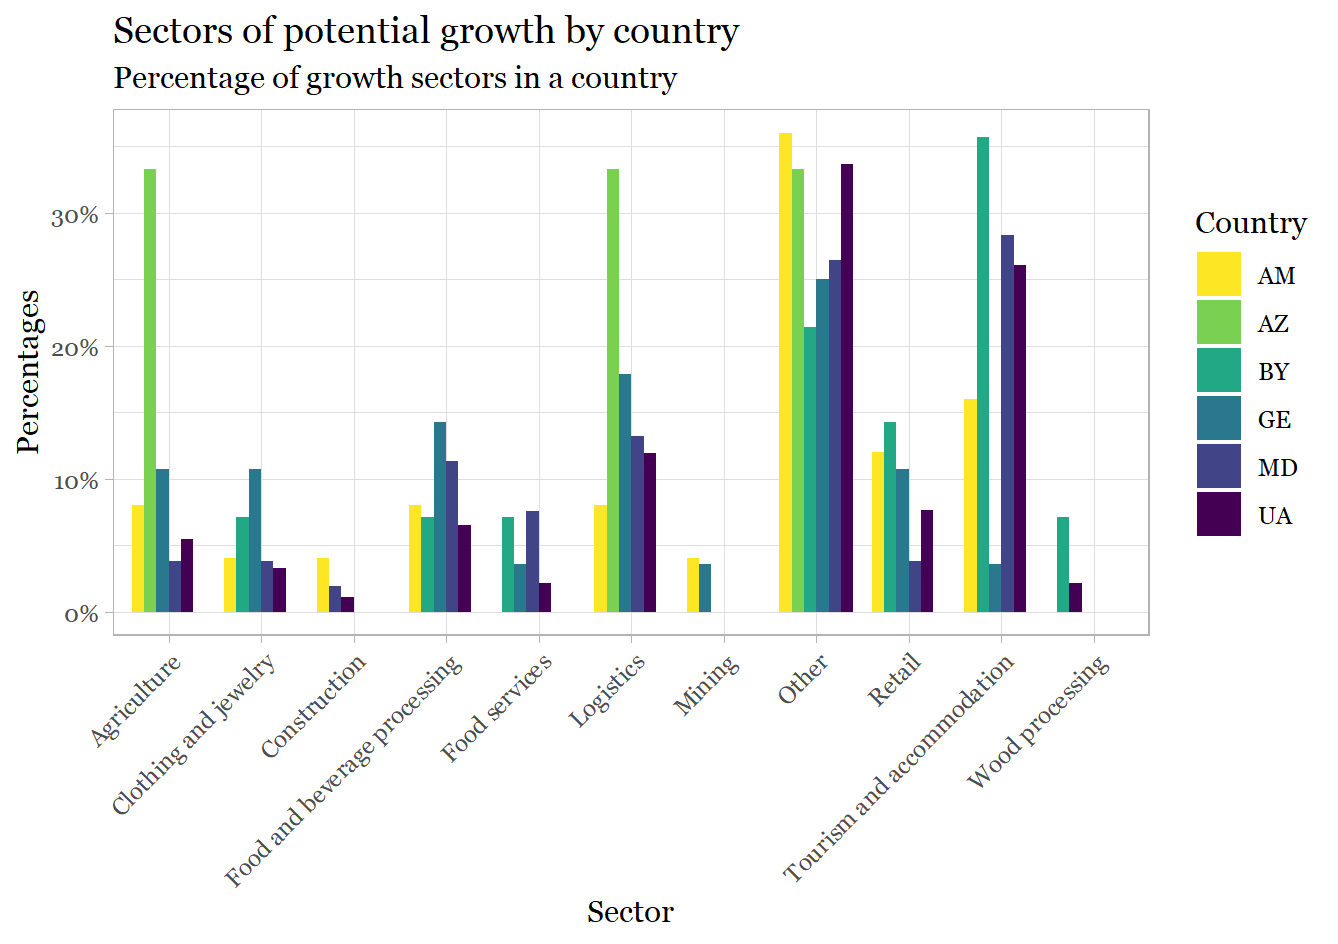 Sectors of potential growth by country
Percentage of growth sectors in a country
Percentages
30%
20%
10%
0%
Agriculture
Clothing and jewelry
Construction
Food and beverage processing
Food services
Logistics
Mining
Other
Retail
Tourism and accommodation
Wood processing
Sector
Country
AM
AZ
BY
GE
MD
UA